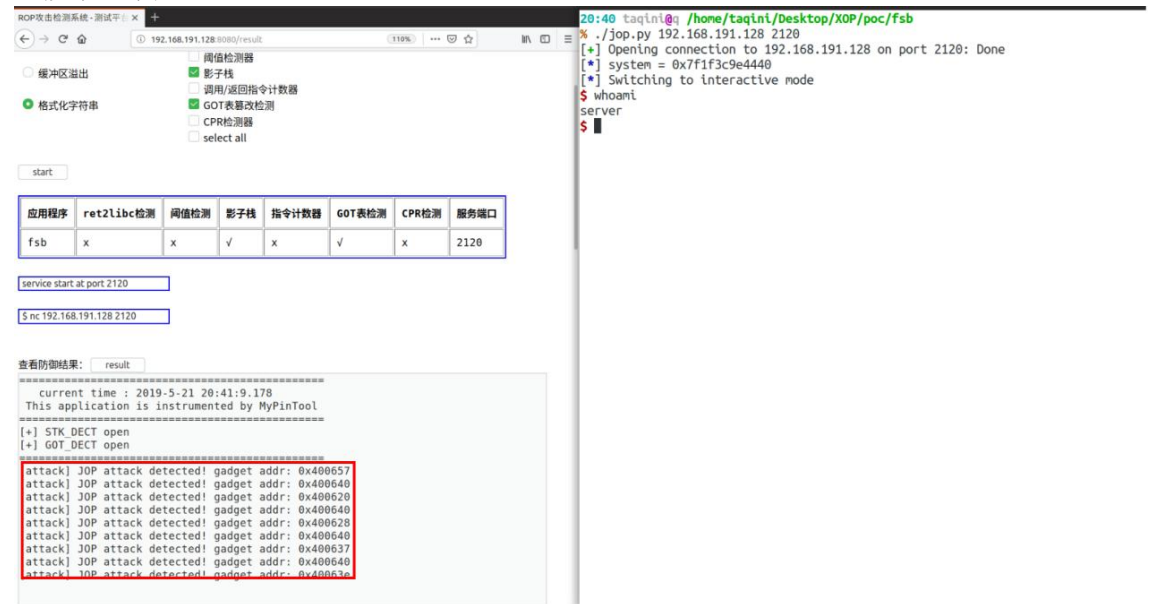 ROP攻击检测系统-测试平台
192.168.191.128:8080/result
110%
阈值检测器
缓冲区溢出
影子栈
调用/返回指令计数器
格式化字符串
GOT表篡改检测
CPR检测器
select all
start
应用程序 ret2libc检测 阈值检测 影子栈 指令计数器 GOT表检测 CPR检测 服务端口
fsb x x √ x √ x 2120
service start at port 2120
$ nc 192.168.191.128 2120
查看防御结果： result
==================================================
current time : 2019-5-21 20:41:9.178
This application is instrumented by MyPinTool
==================================================
[+] STK_DECT open
[+] GOT_DECT open
==================================================
attack] JOP attack detected! gadget addr: 0x400657
attack] JOP attack detected! gadget addr: 0x400640
attack] JOP attack detected! gadget addr: 0x400620
attack] JOP attack detected! gadget addr: 0x400640
attack] JOP attack detected! gadget addr: 0x400628
attack] JOP attack detected! gadget addr: 0x400640
attack] JOP attack detected! gadget addr: 0x400637
attack] JOP attack detected! gadget addr: 0x400640
attack] JOP attack detected! gadget addr: 0x40063e
20:40 taqini@q /home/taqini/Desktop/XOP/poc/fsb
% ./jop.py 192.168.191.128 2120
[+] Opening connection to 192.168.191.128 on port 2120: Done
[*] system = 0x7f1f3c9e4440
[*] Switching to interactive mode
$ whoami
server
$